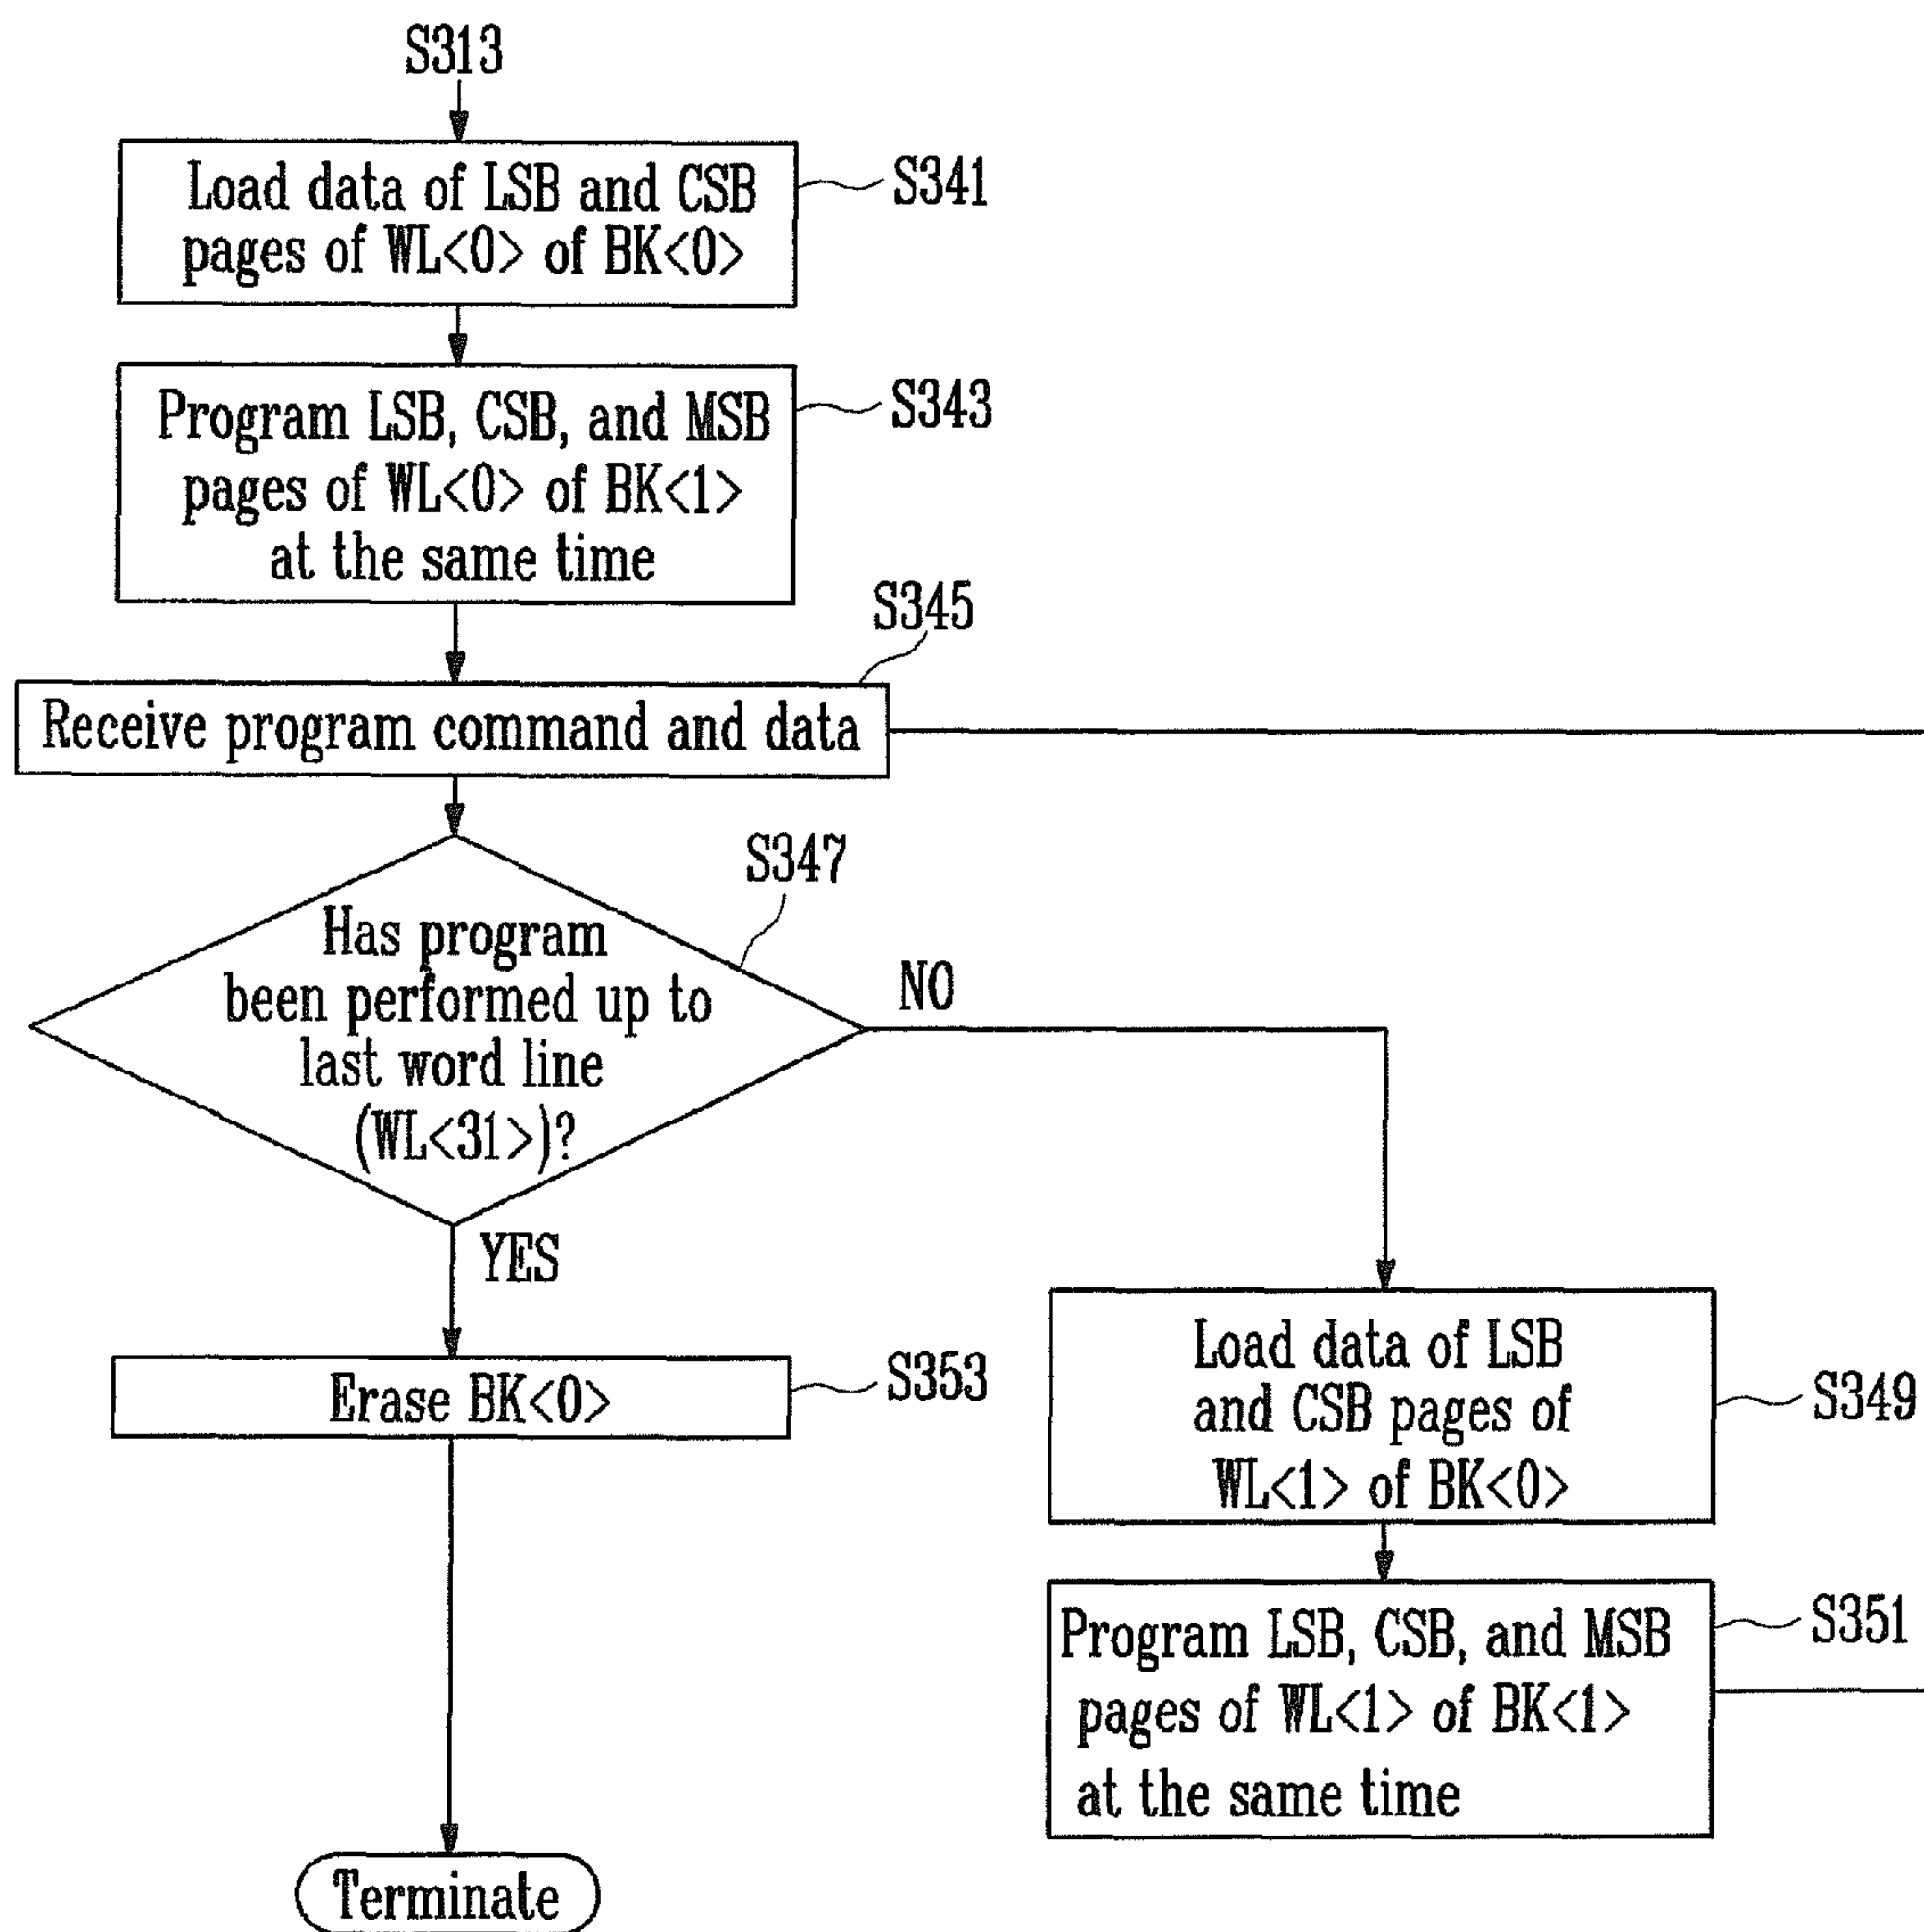 S313
Load data of LSB and CSB
pages of WL<0> of BK<0>
S341
Program LSB, CSB, and MSB
pages of WL<0> of BK<1>
at the same time
S343
S345
Receive program command and data
S347
Has program
been performed up to
last word line
(WL<31>)?
NO
YES
Erase BK<0>
S353
Load data of LSB
and CSB pages of
WL<1> of BK<0>
S349
Program LSB, CSB, and MSB
pages of WL<1> of BK<1>
at the same time
S351
Terminate